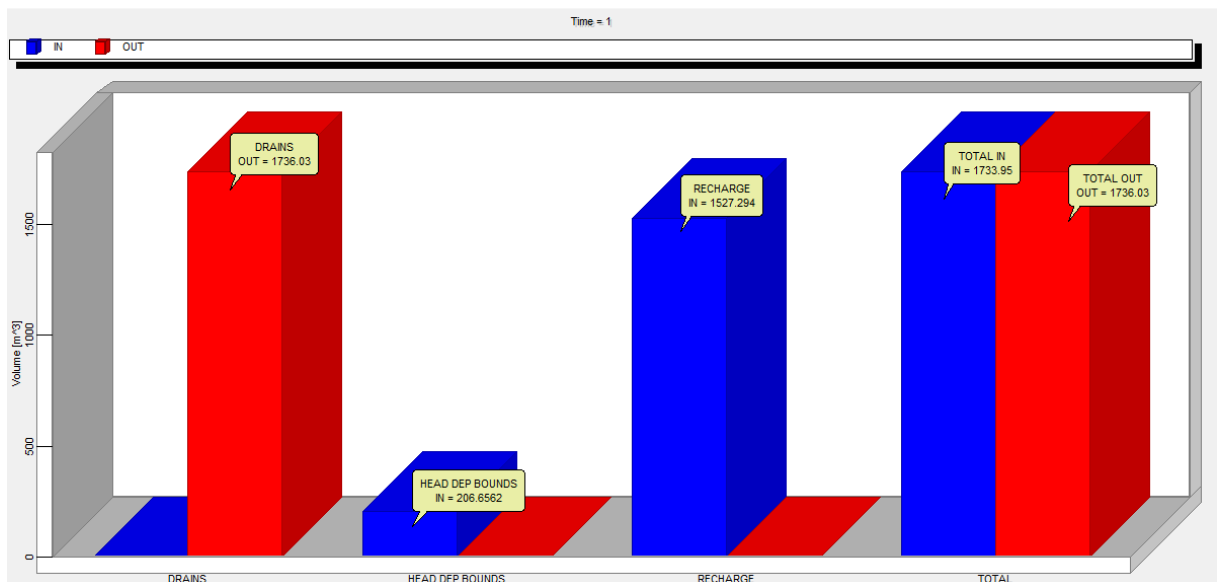 Time = 1
IN OUT
DRAINS
OUT = 1736.03
TOTAL IN
IN = 1733.95
TOTAL OUT
OUT = 1736.03
RECHARGE
IN = 1527.294
HEAD DEP BOUNDS
IN = 206.6562
Volume [m^3]
1500
1000
500
0
DRAINS HEAD DEP BOUNDS RECHARGE TOTAL